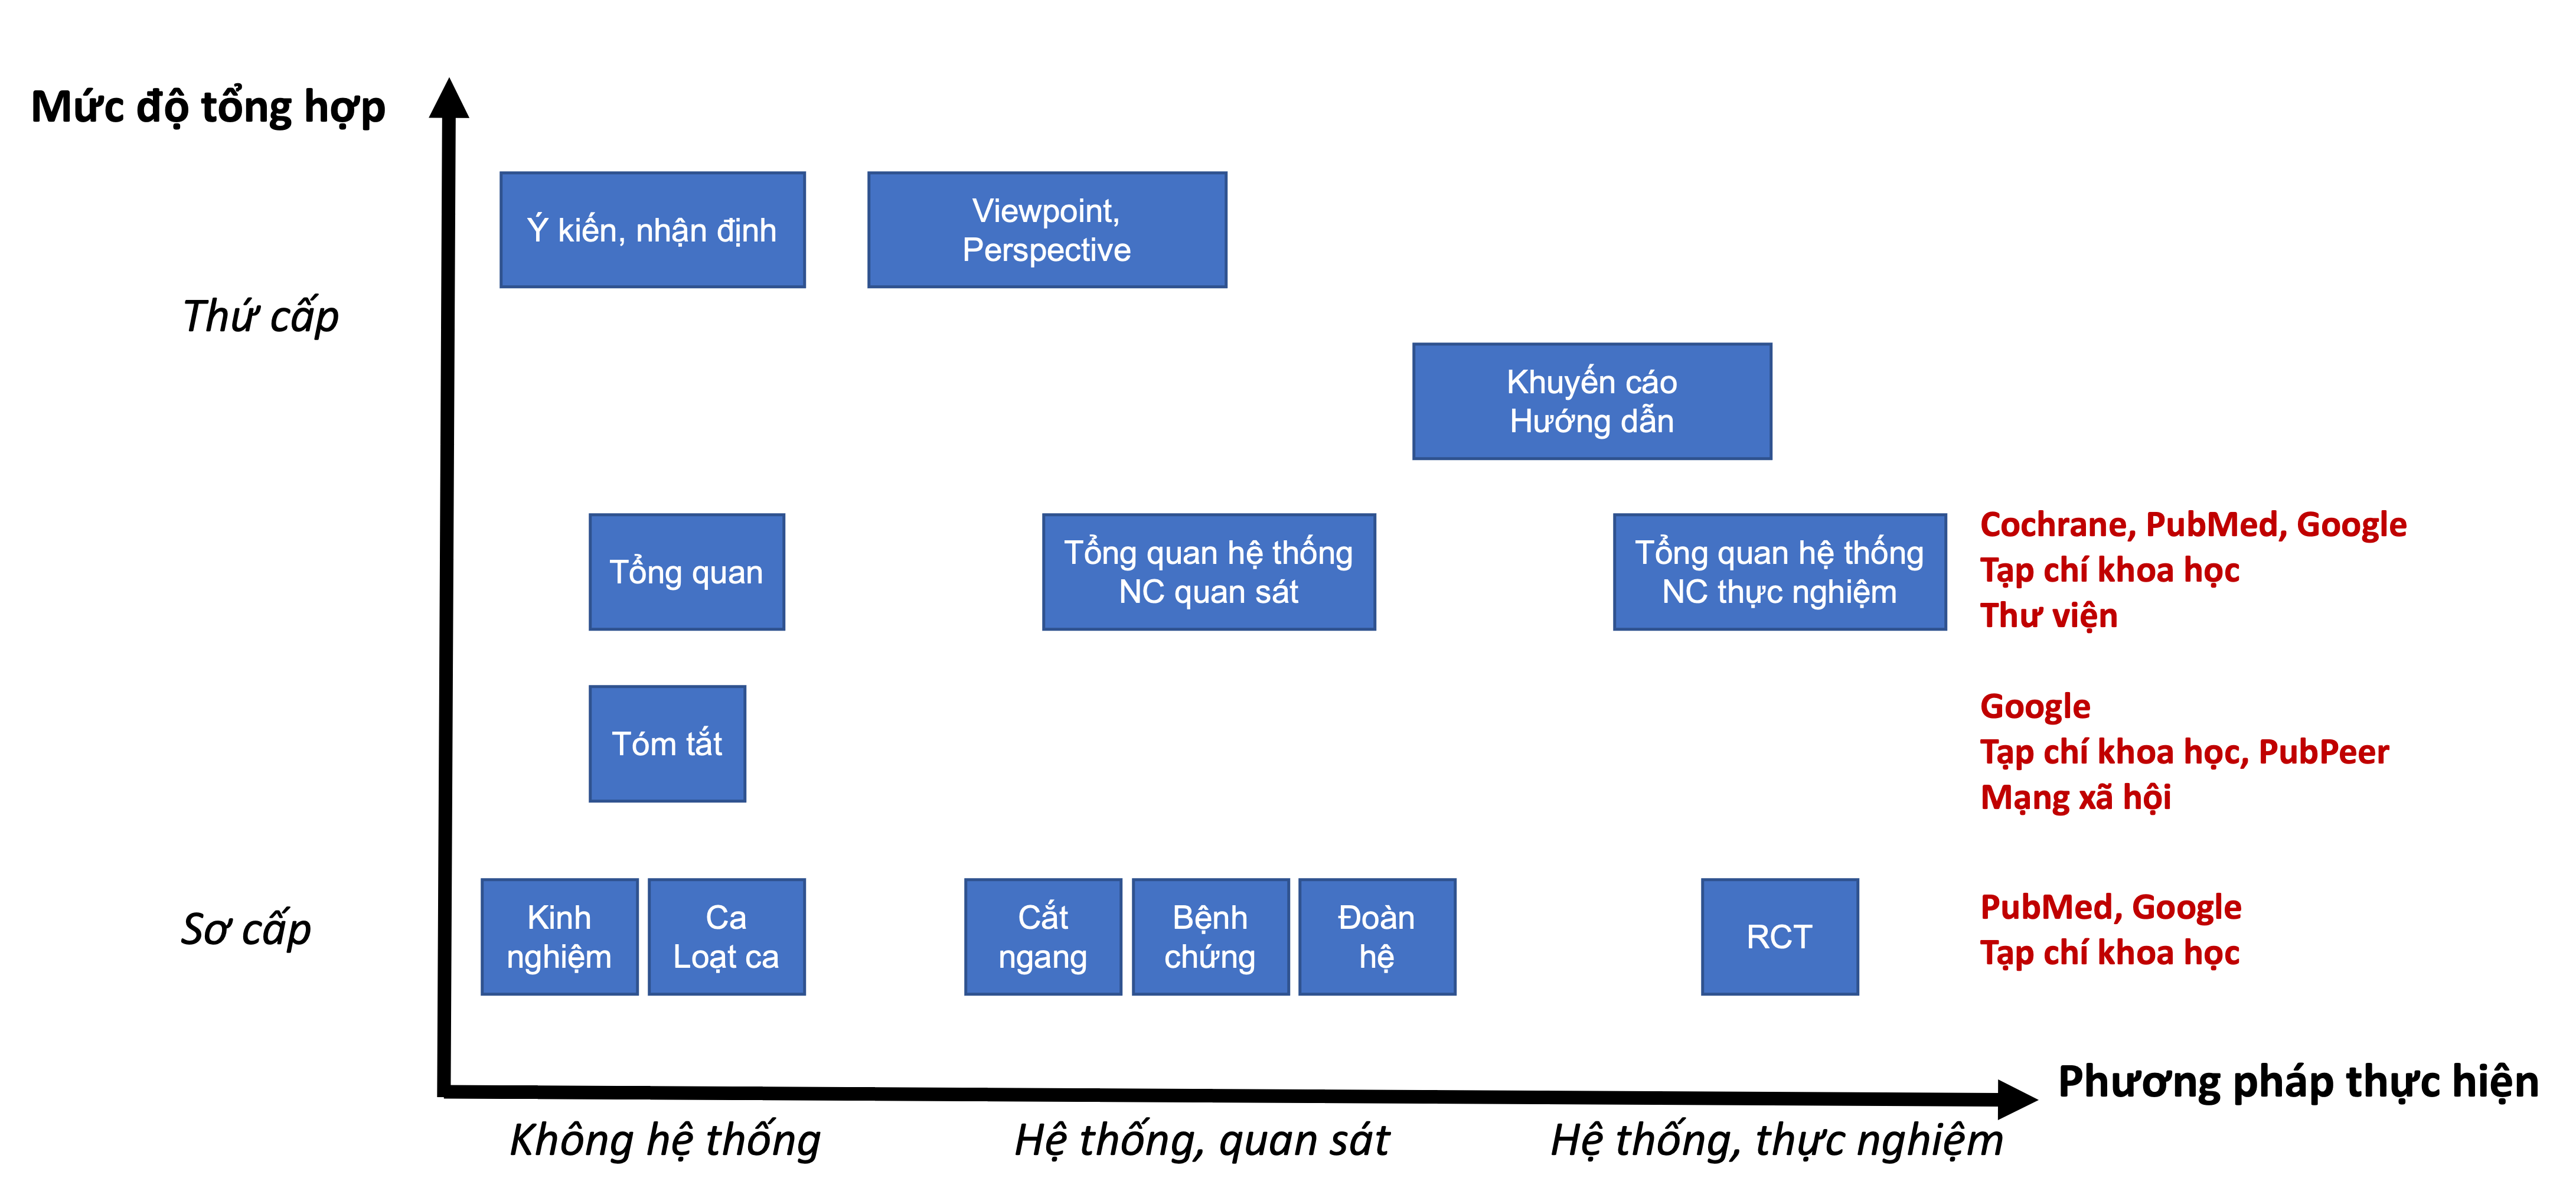 Mức độ tổng hợp
Ý kiến, nhận định
Viewpoint,
Perspective
Thứ cấp
Khuyến cáo
Hướng dẫn
Tổng quan
Tổng quan hệ thống
NC quan sát
Tổng quan hệ thống
NC thực nghiệm
Cochrane, PubMed, Google
Tạp chí khoa học
Thư viện
Tóm tắt
Google
Tạp chí khoa học, PubPeer
Mạng xã hội
Sơ cấp
Kinh
nghiệm
Ca
Loạt ca
Cắt
ngang
Bệnh
chứng
Đoàn
hệ
RCT
PubMed, Google
Tạp chí khoa học
Phương pháp thực hiện
Không hệ thống
Hệ thống, quan sát
Hệ thống, thực nghiệm